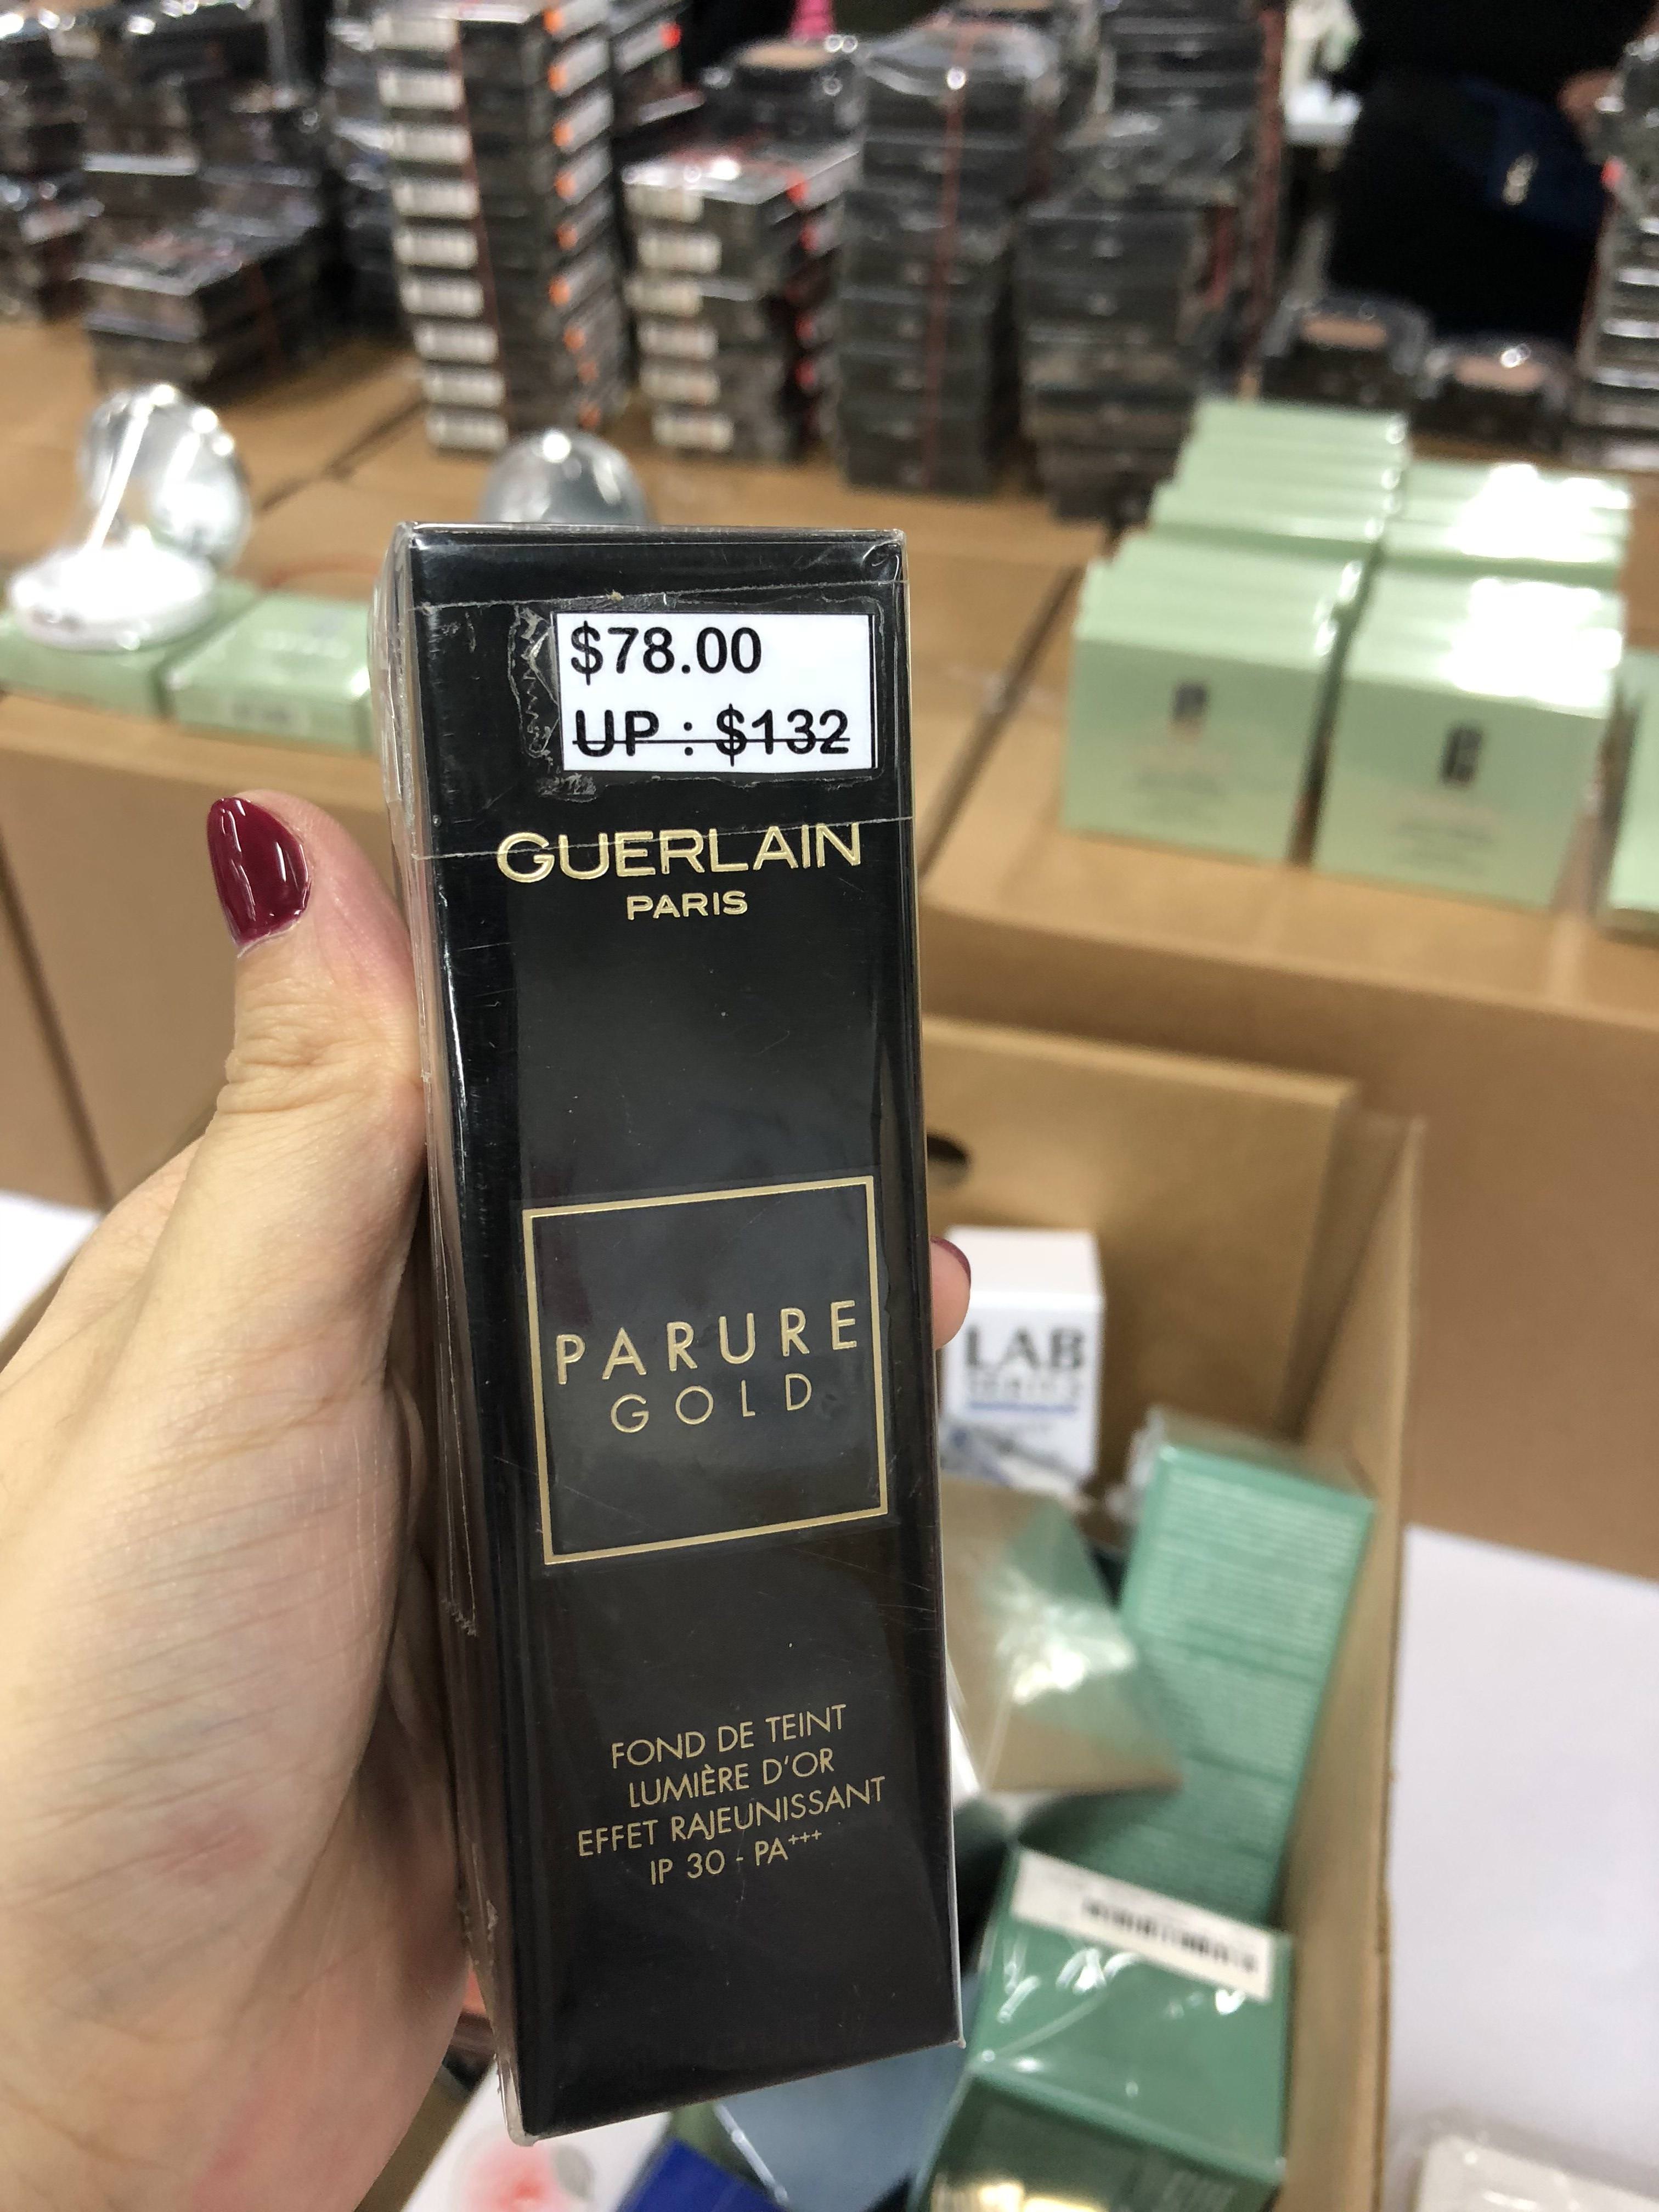 $78.00
UP : $132
GUERLAIN
PARIS
PARURE
GOLD
FOND DE TEINT
LUMIÈRE D'OR
EFFET RAJEUNISSANT
IP 30 - PA+++
LAB
SERIES